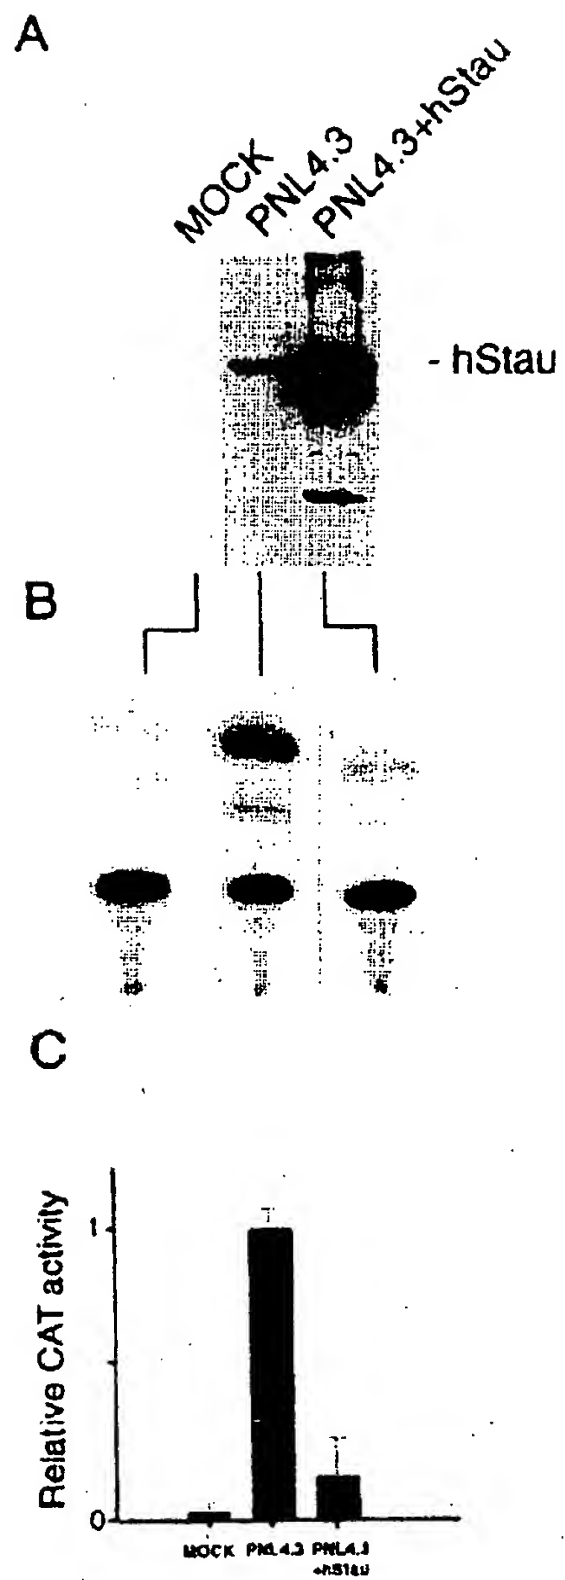 A
MOCK
PNL4.3
PNL4.3+hStau
- hStau
B
C
Relative CAT activity
1
0
MOCK PNL4.3 PNL4.3
+hStau